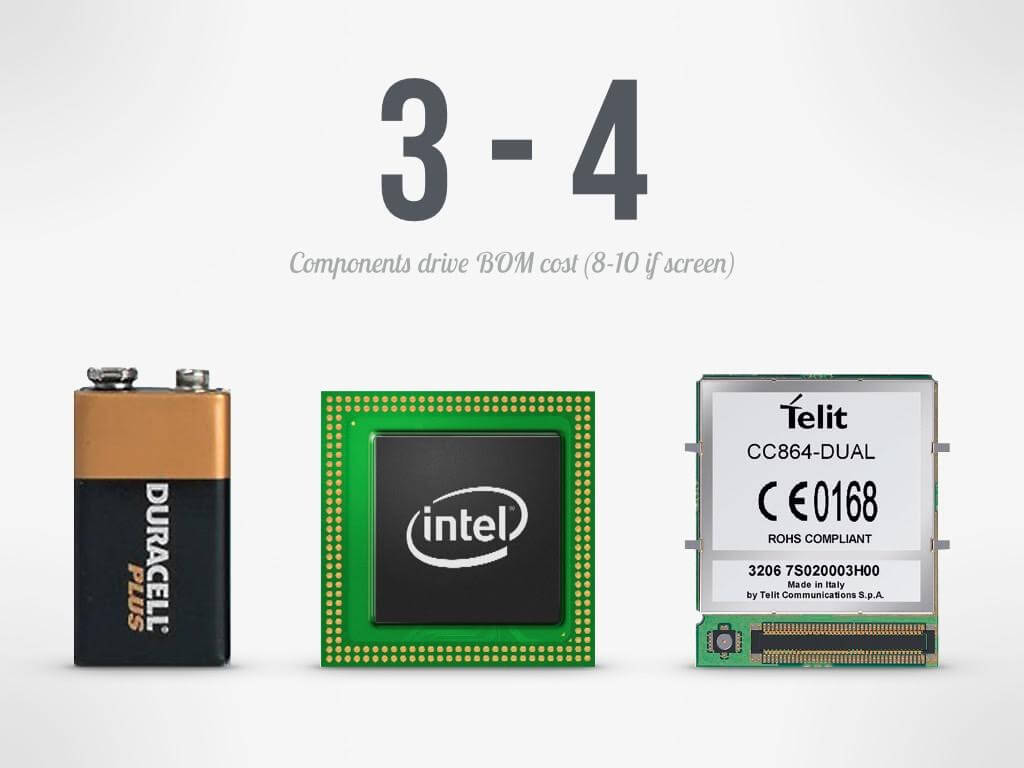 3 - 4
Components drive BOM cost (8-10 if screen)
DURACELL®
PLUS
intel®
Telit
CC864-DUAL
CE0168
ROHS COMPLIANT
3206 7S020003H00
Made in Italy
by Telit Communications S.p.A.